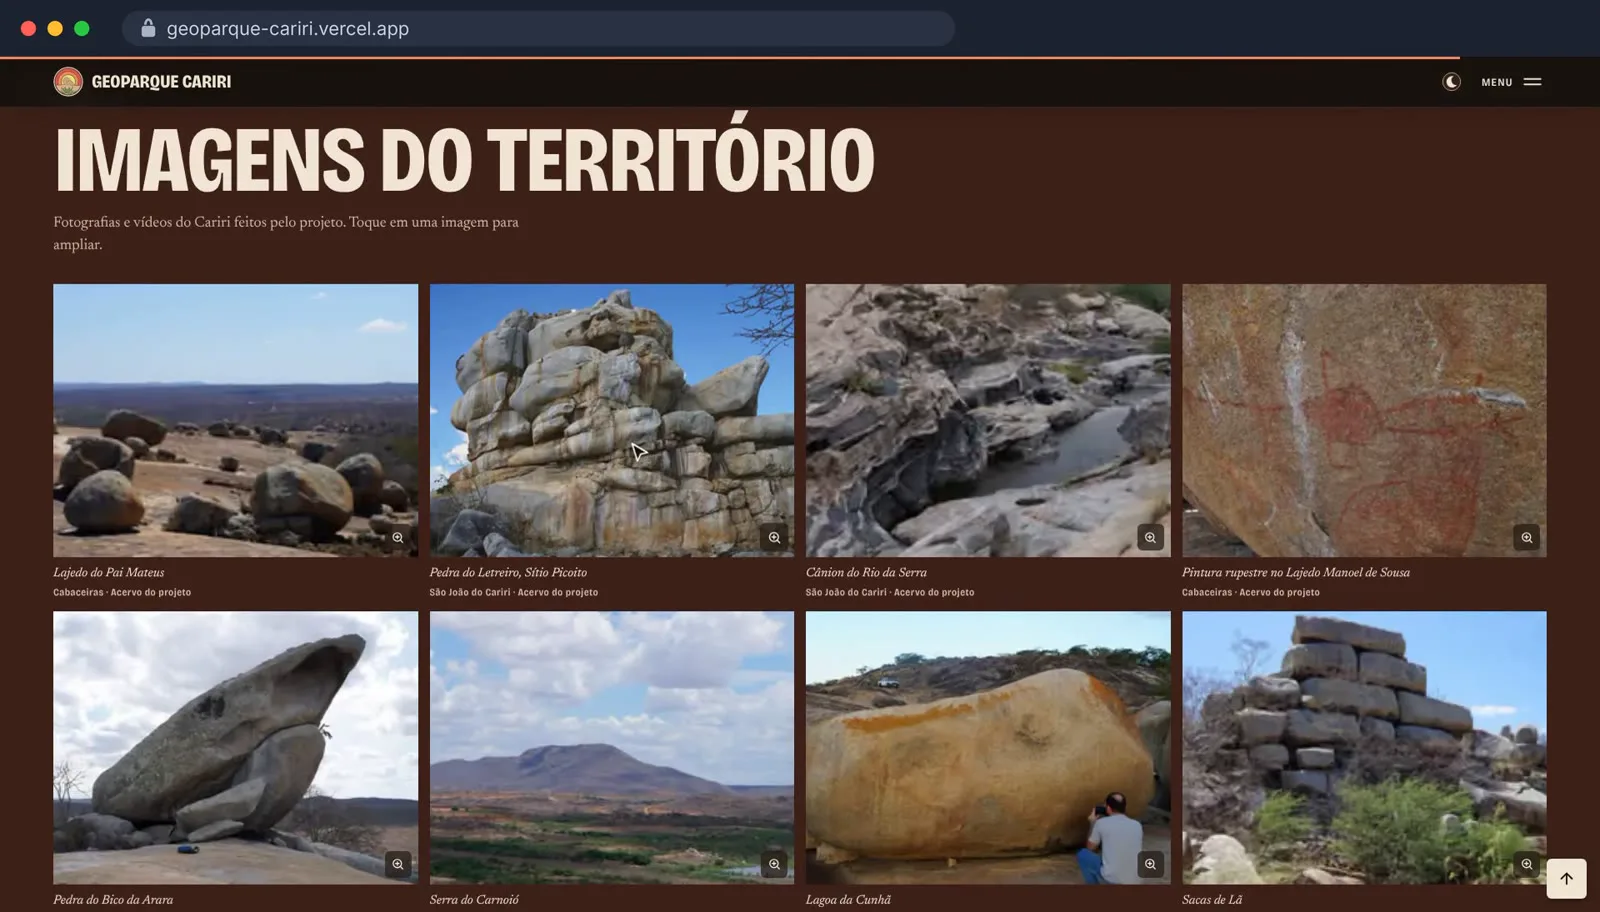 geoparque-cariri.vercel.app
GEOPARQUE CARIRI
MENU
IMAGENS DO TERRITÓRIO
Fotografias e vídeos do Cariri feitos pelo projeto. Toque em uma imagem para
ampliar.
Lajedo do Pai Mateus
Cabaceiras · Acervo do projeto
Pedra do Letreiro, Sítio Picoito
São João do Cariri · Acervo do projeto
Cânion do Rio da Serra
São João do Cariri · Acervo do projeto
Pintura rupestre no Lajedo Manoel de Sousa
Cabaceiras · Acervo do projeto
Pedra do Bico da Arara
Serra do Carnoió
Lagoa da Cunhã
Sacas de Lã